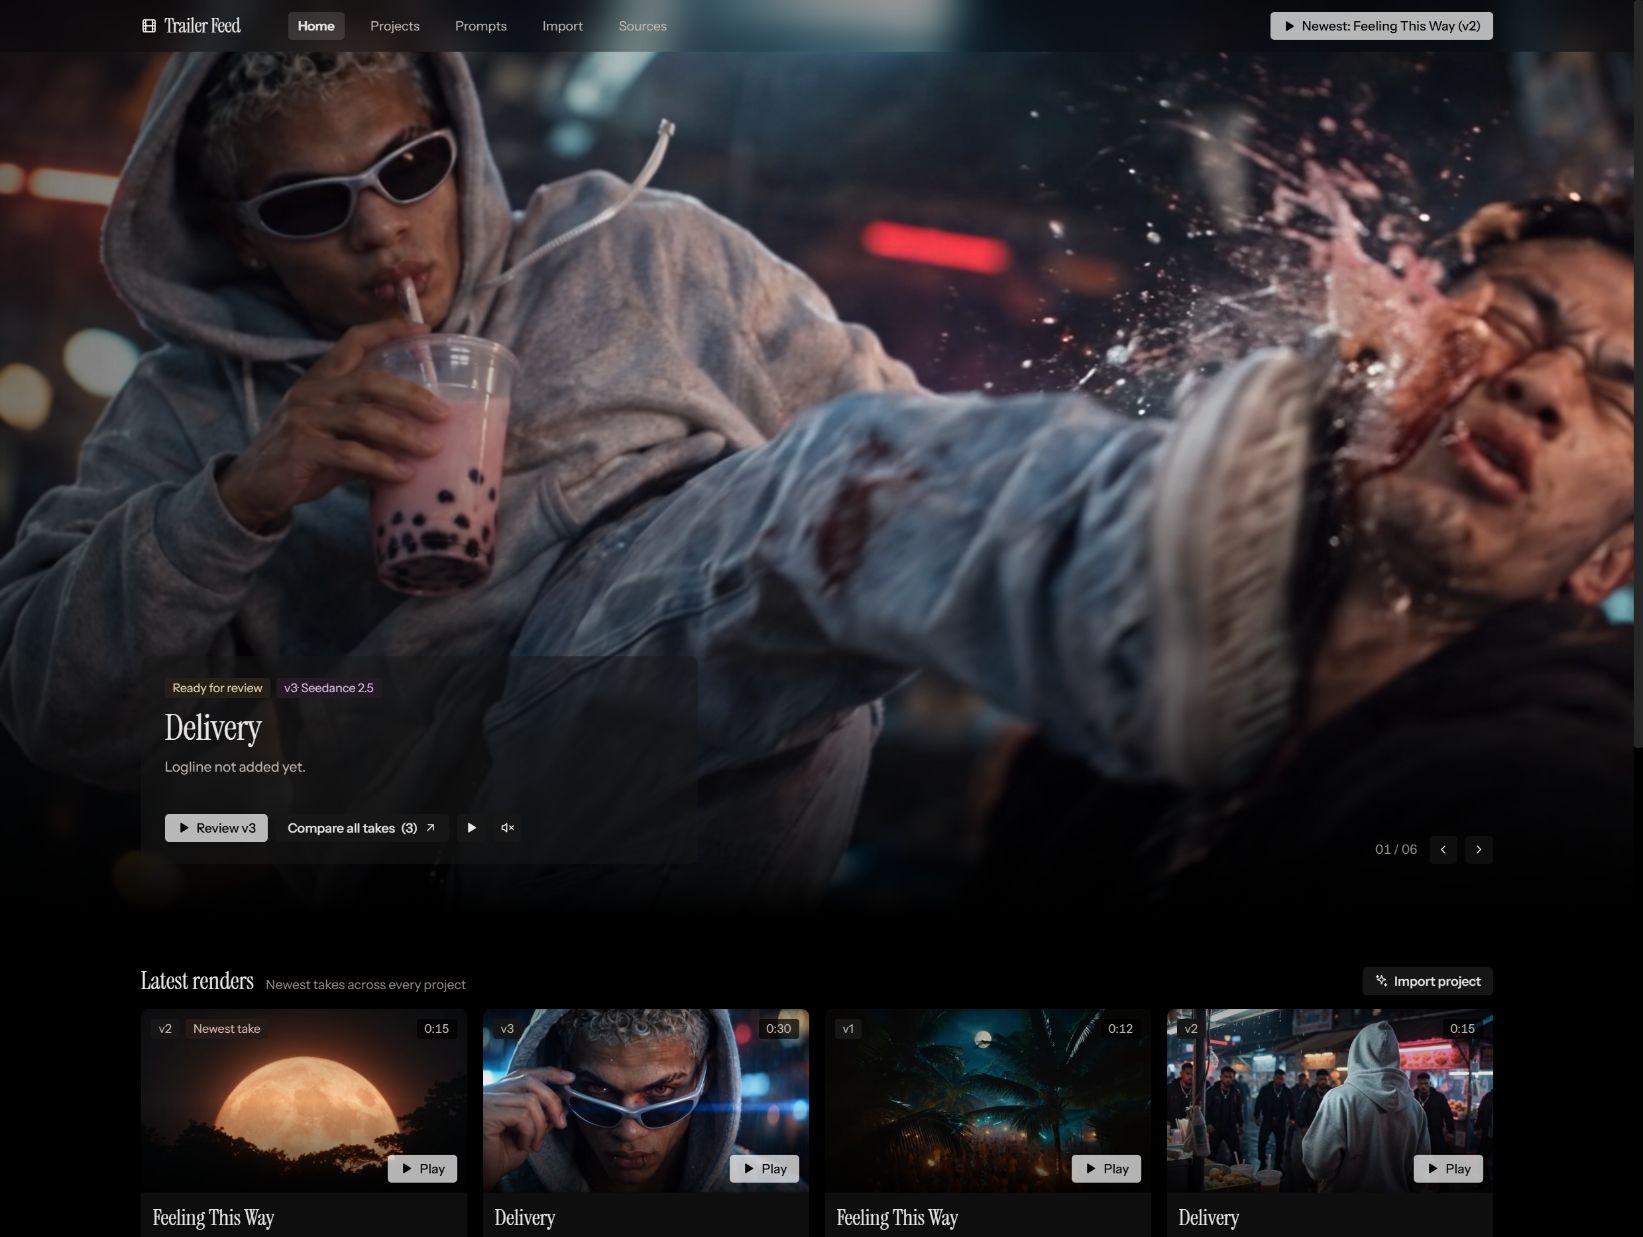 Trailer Feed Home Projects Prompts Import Sources Newest: Feeling This Way (v2)
Ready for review v3· Seedance 2.5
Delivery
Logline not added yet.
Review v3 Compare all takes (3)
01 / 06
Latest renders Newest takes across every project Import project
v2 Newest take 0:15 v3 0:30 v1 0:12 v2 0:15
Play Play Play Play
Feeling This Way Delivery Feeling This Way Delivery